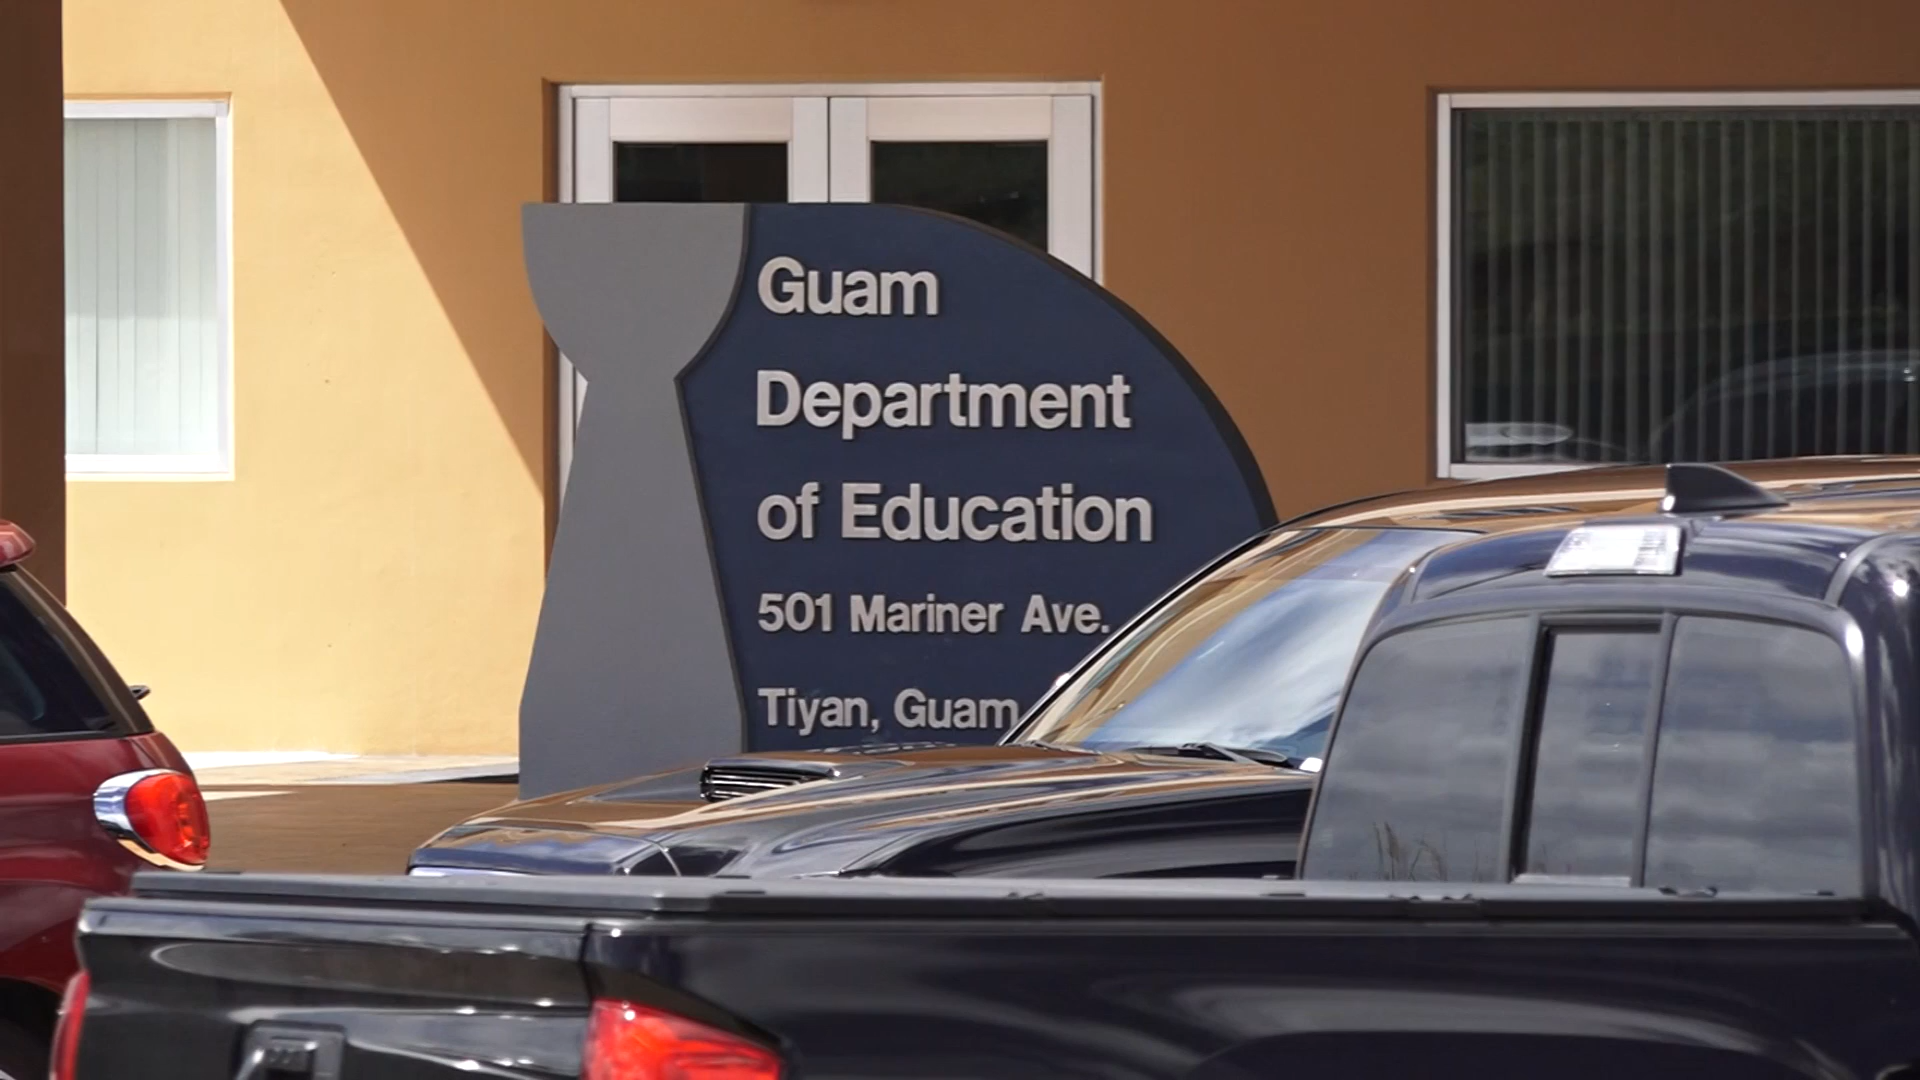 Guam
Department
of Education
501 Mariner Ave.
Tiyan, Guam